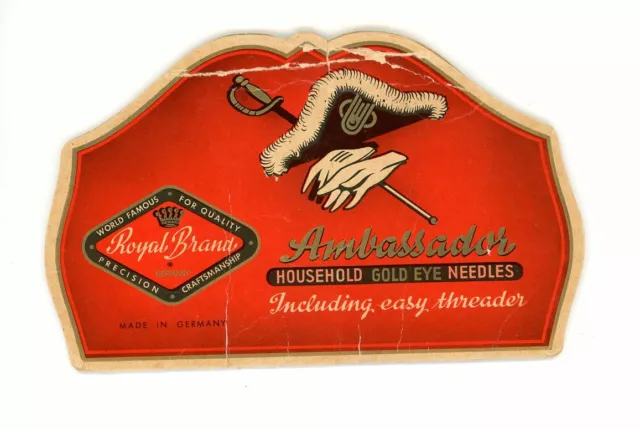 WORLD FAMOUS
FOR QUALITY
Royal Brand
GERMANY
PRECISION
CRAFTSMANSHIP
MADE IN GERMANY
Ambassador
HOUSEHOLD GOLD EYE NEEDLES
Including easy threader